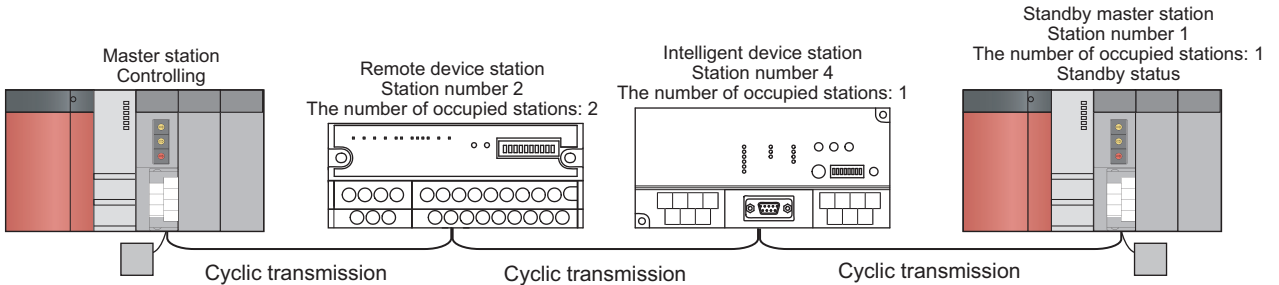 Master station
Controlling
Remote device station
Station number 2
The number of occupied stations: 2
Intelligent device station
Station number 4
The number of occupied stations: 1
Standby master station
Station number 1
The number of occupied stations: 1
Standby status
Cyclic transmission
Cyclic transmission
Cyclic transmission